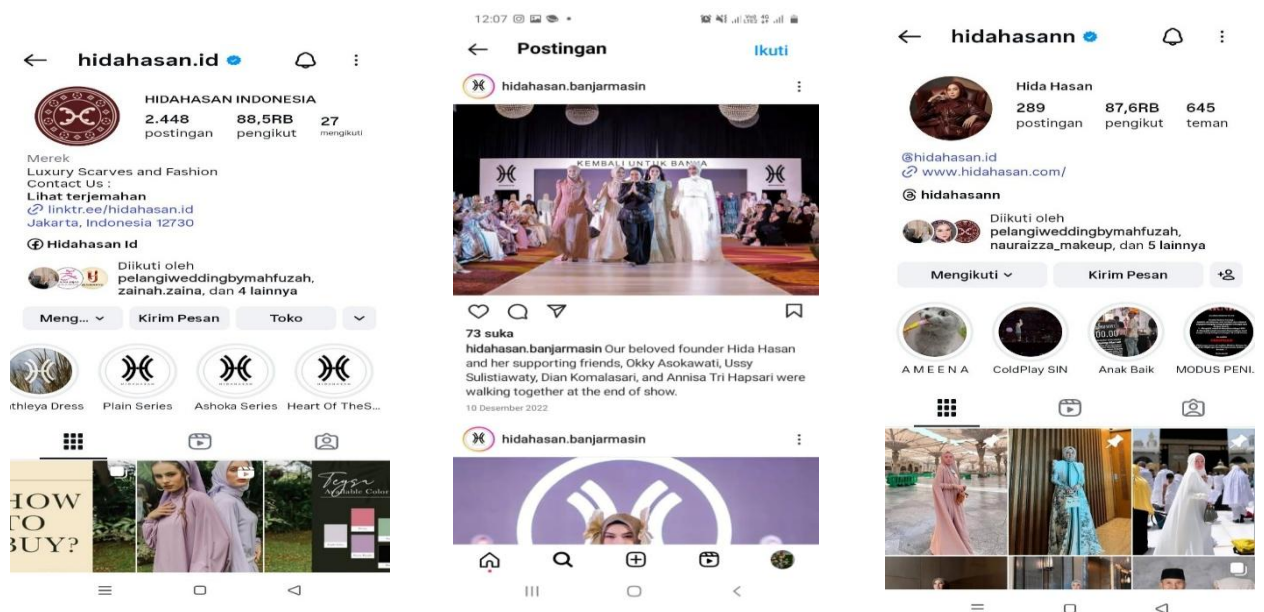 hidahasan.id
HIDAHASAN INDONESIA
2.448 88,5RB 27
postingan pengikut mengikuti
Merek
Luxury Scarves and Fashion
Contact Us :
Lihat terjemahan
linktr.ee/hidahasan.id
Jakarta, Indonesia 12730
Hidahasan Id
Diikuti oleh
pelangiweddingbymahfuzah,
zainah.zaina, dan 4 lainnya
Meng... Kirim Pesan Toko
thleya Dress Plain Series Ashoka Series Heart Of TheS...
HOW
TO
BUY?
Teysa
Available Color
12:07
Postingan Ikuti
hidahasan.banjarmasin
KEMBALI UNTUK BANUA
73 suka
hidahasan.banjarmasin Our beloved founder Hida Hasan
and her supporting friends, Okky Asokawati, Ussy
Sulistiawaty, Dian Komalasari, and Annisa Tri Hapsari were
walking together at the end of show.
10 Desember 2022
hidahasan.banjarmasin
hidahasann
Hida Hasan
289 87,6RB 645
postingan pengikut teman
@hidahasan.id
www.hidahasan.com/
hidahasann
Diikuti oleh
pelangiweddingbymahfuzah,
nauraizza_makeup, dan 5 lainnya
Mengikuti Kirim Pesan
A M E E N A ColdPlay SIN Anak Baik MODUS PENI.